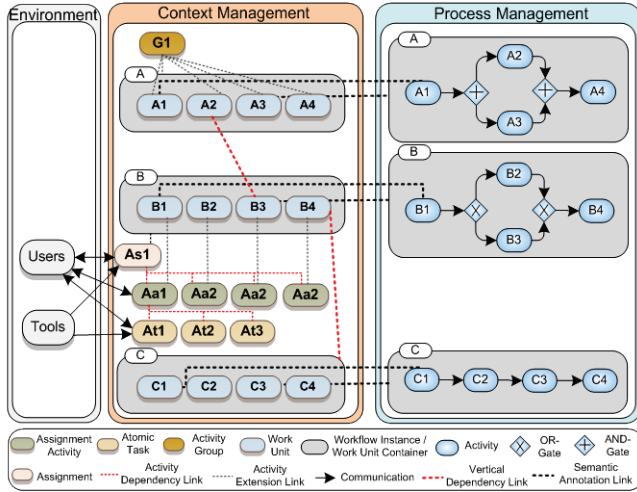 Environment
Context Management
Process Management
G1
A
A1 A2 A3 A4
A
A1
A2
A3
A4
B
B1 B2 B3 B4
B
B1
B2
B3
B4
Users
As1
Aa1 Aa2 Aa2 Aa2
Tools
At1 At2 At3
C
C1 C2 C3 C4
C
C1 C2 C3 C4
Assignment
Activity
Atomic
Task
Activity
Group
Work
Unit
Workflow Instance /
Work Unit Container
Activity
X
OR-
Gate
AND-
Gate
Assignment
Activity
Dependency Link
Activity
Extension Link
Communication
Vertical
Dependency Link
Semantic
Annotation Link